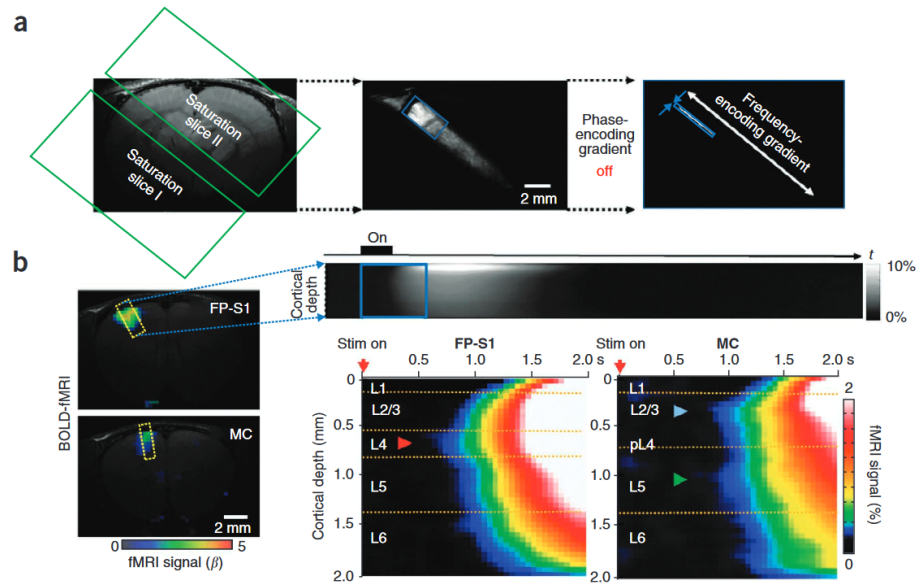 a
Saturation
slice II
Saturation
slice I
2 mm
Phase-
encoding
gradient
off
Frequency-
encoding gradient
b
On
t
Cortical
depth
10%
0%
BOLD-fMRI
FP-S1
MC
2 mm
0 5
fMRI signal (β)
Stim on FP-S1
0.5 1.0 1.5 2.0 s
Cortical depth (mm)
0
0.5
1.0
1.5
2.0
L1
L2/3
L4
L5
L6
Stim on MC
0.5 1.0 1.5 2.0 s
0
0.5
1.0
1.5
2.0
L1
L2/3
pL4
L5
L6
2
0
fMRI signal (%)